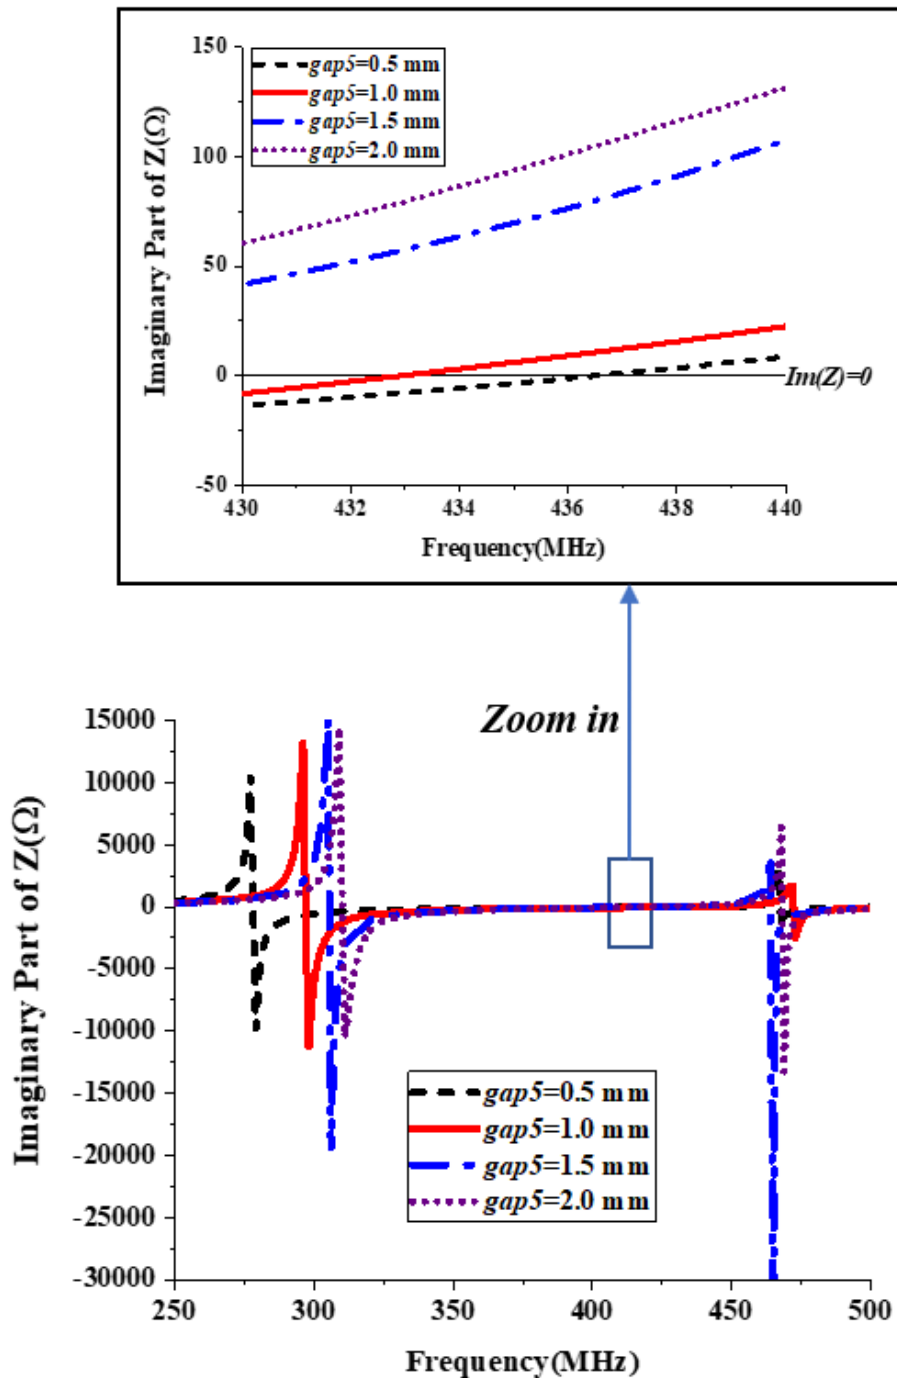 150
100
50
0
-50
Imaginary Part of Z(Ω)
gap5=0.5 mm
gap5=1.0 mm
gap5=1.5 mm
gap5=2.0 mm
Im(Z)=0
430 432 434 436 438 440
Frequency(MHz)
Zoom in
15000
10000
5000
0
-5000
-10000
-15000
-20000
-25000
-30000
Imaginary Part of Z(Ω)
gap5=0.5 mm
gap5=1.0 mm
gap5=1.5 mm
gap5=2.0 mm
250 300 350 400 450 500
Frequency(MHz)